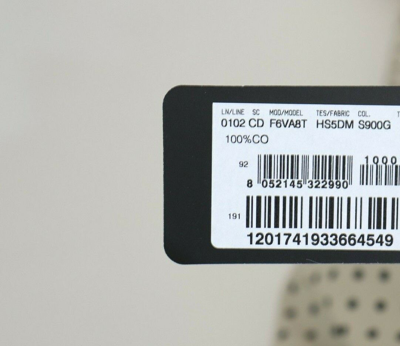 LN/LINE SC MOD/MODEL TES/FABRIC COL. T
0102 CD F6VA8T HS5DM S900G
100%CO
92 1000
8 052145 322990
191
1201741933664549